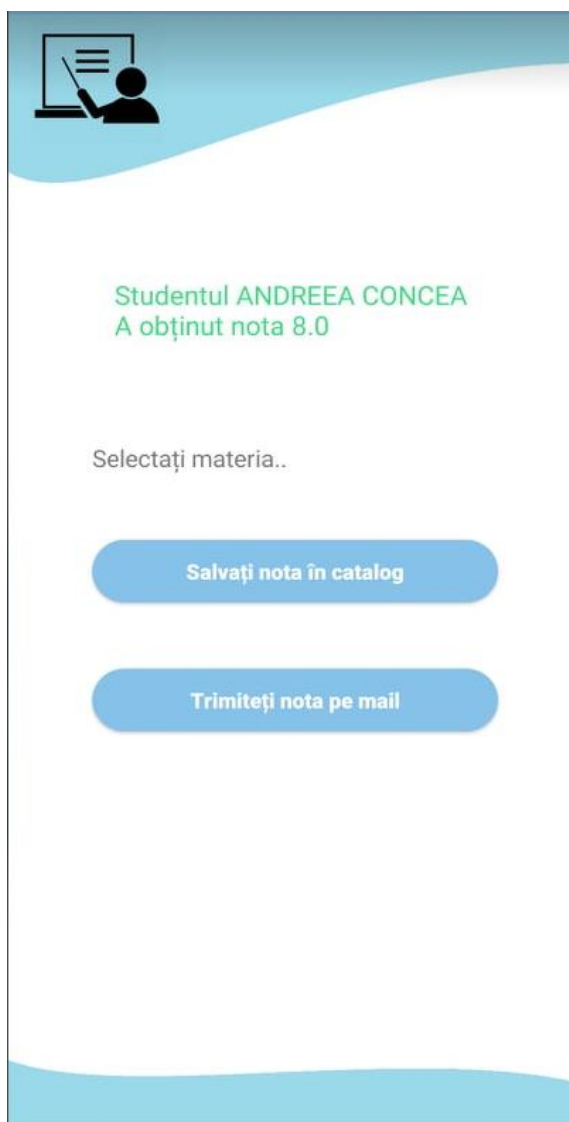 Studentul ANDREEA CONCEA
A obținut nota 8.0
Selectați materia..
Salvați nota în catalog
Trimiteți nota pe mail